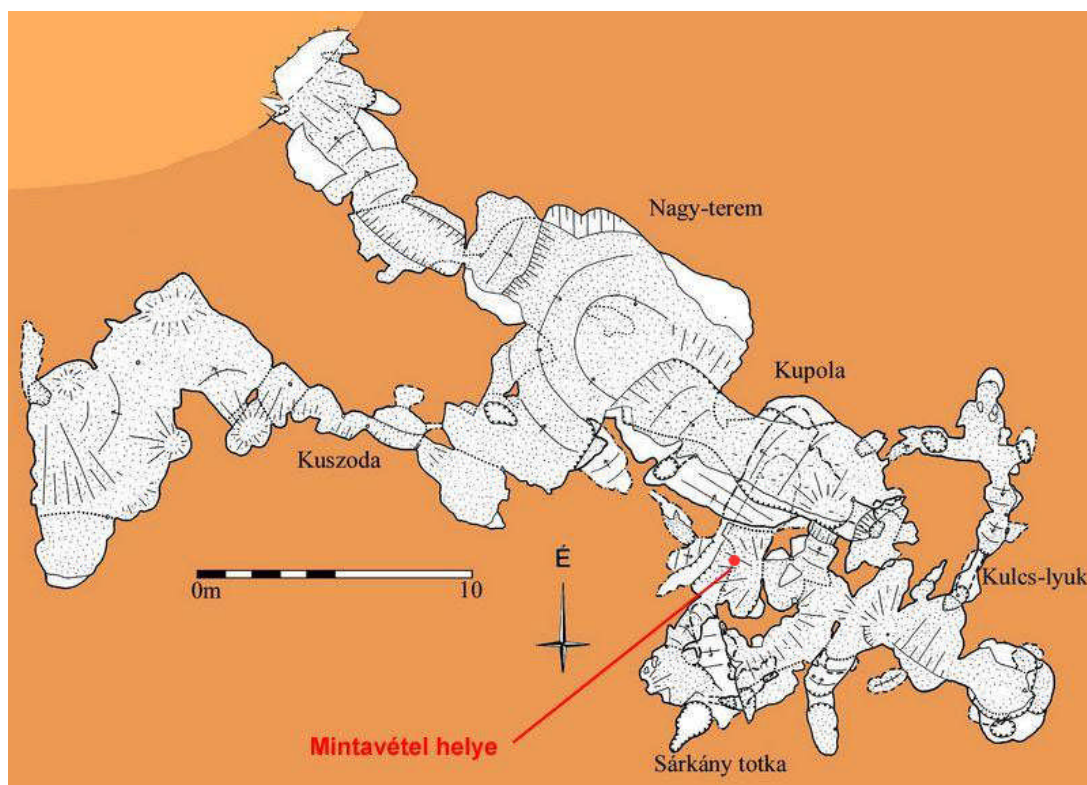 Nagy-terem
Kupola
Kuszoda
É
Kulcs-lyuk
0m 10
Mintavétel helye
Sárkány totka